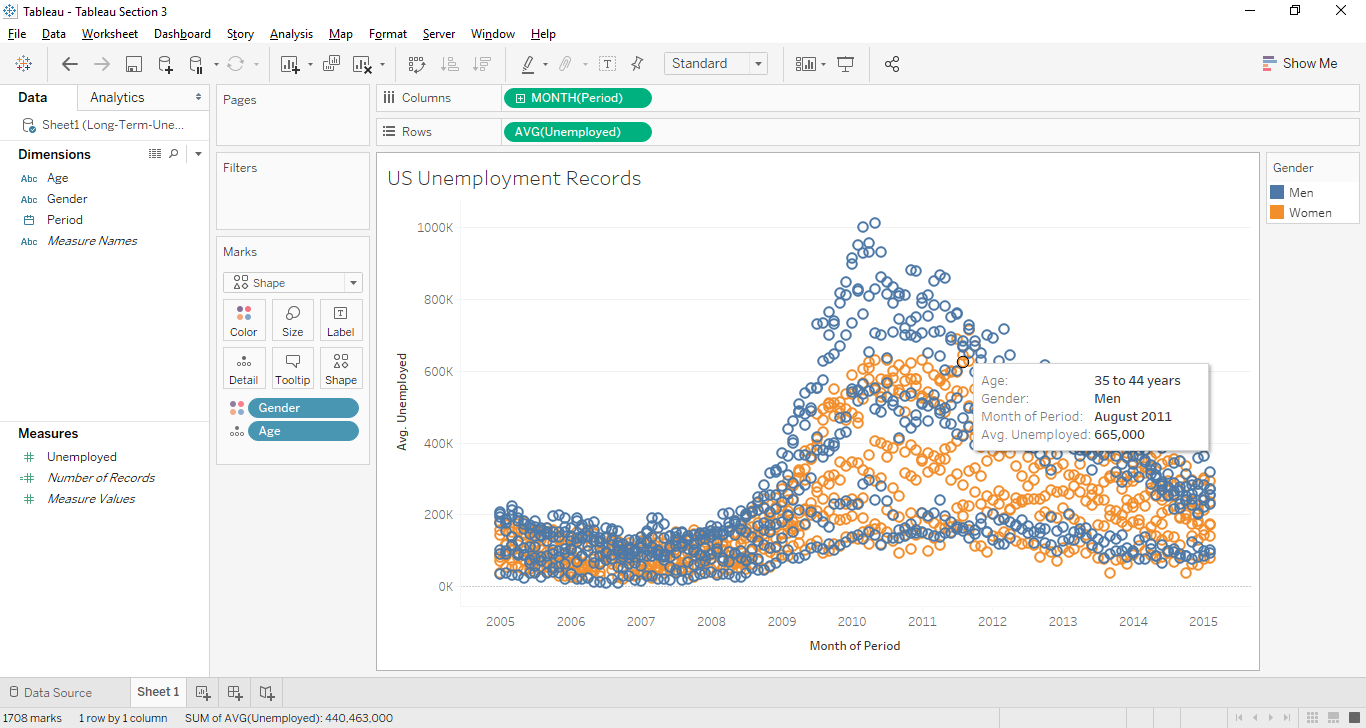 Tableau - Tableau Section 3
File Data Worksheet Dashboard Story Analysis Map Format Server Window Help
Standard
Show Me
Data Analytics
Sheet1 (Long-Term-Une...
Dimensions
Abc Age
Abc Gender
Period
Abc Measure Names
Measures
Unemployed
Number of Records
Measure Values
Pages
Filters
Marks
Shape
Color Size Label
Detail Tooltip Shape
Gender
Age
Columns MONTH(Period)
Rows AVG(Unemployed)
US Unemployment Records
1000K
800K
600K
400K
200K
0K
Avg. Unemployed
2005 2006 2007 2008 2009 2010 2011 2012 2013 2014 2015
Month of Period
Age: 35 to 44 years
Gender: Men
Month of Period: August 2011
Avg. Unemployed: 665,000
Gender
Men
Women
Data Source Sheet 1
1708 marks 1 row by 1 column SUM of AVG(Unemployed): 440,463,000